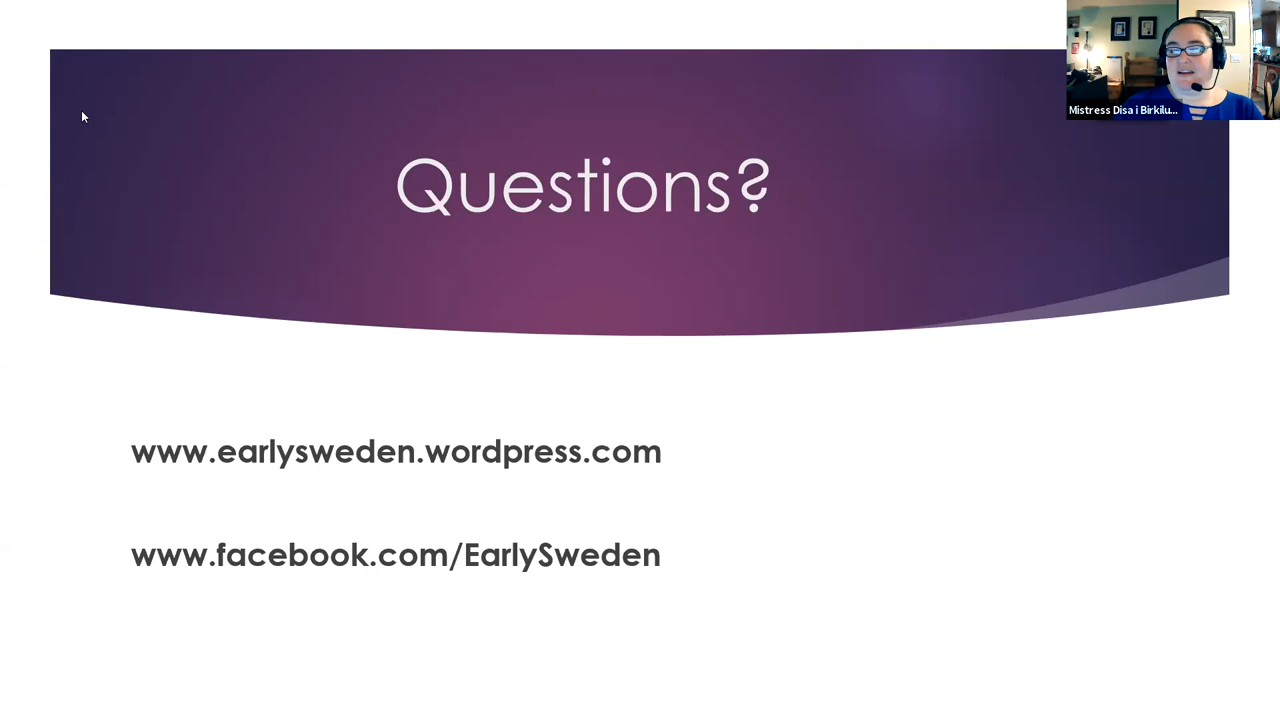 Mistress Disa i Birkilu...
Questions?
www.earlysweden.wordpress.com
www.facebook.com/EarlySweden